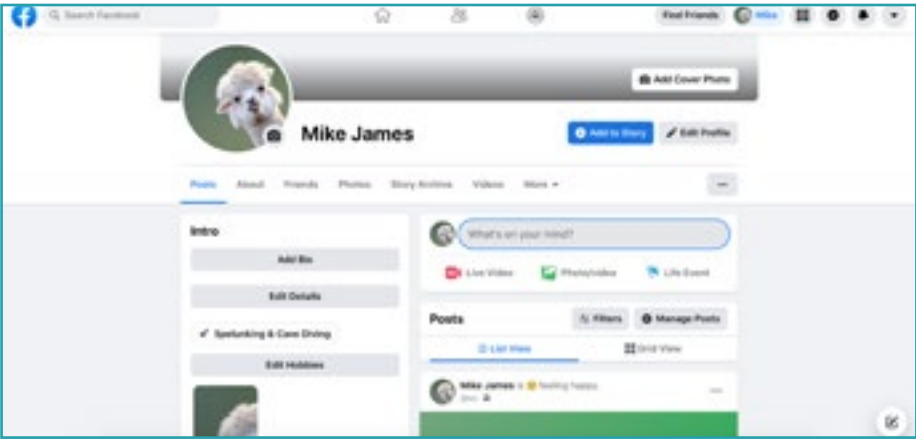 Search Facebook
Find Friends Mike
Add Cover Photo
Mike James
Add to Story Edit Profile
Posts About Friends Photos Story Archive Videos More
Intro
Add Bio
Edit Details
Spelunking & Cave Diving
Edit Hobbies
What's on your mind?
Live Video Photo/video Life Event
Posts Filters Manage Posts
List View Grid View
Mike James is feeling happy.